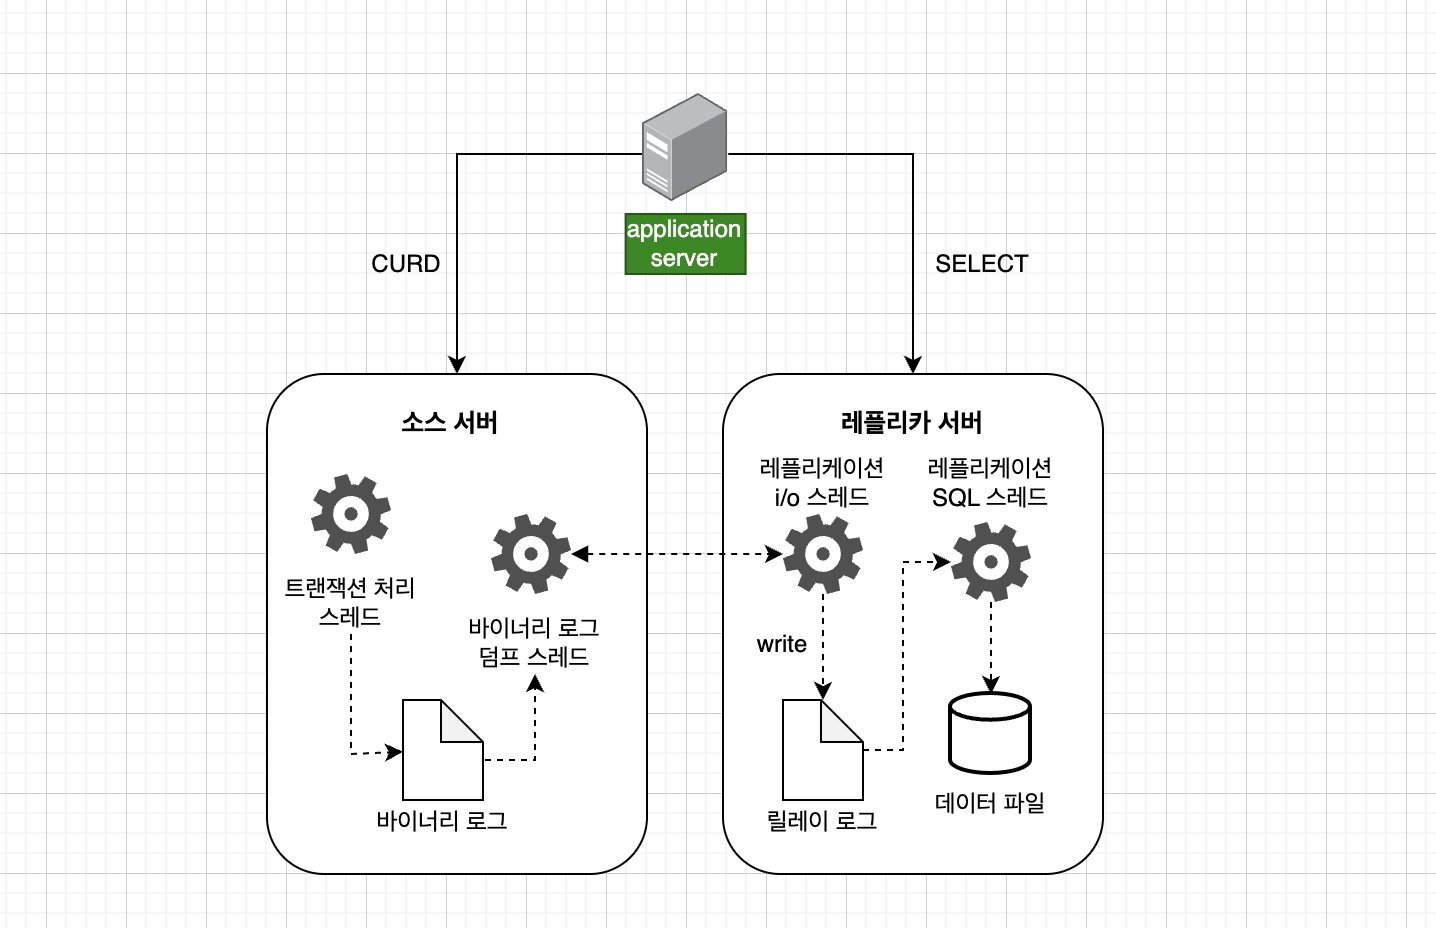 application
server
CURD
SELECT
소스 서버
트랜잭션 처리
스레드
바이너리 로그
덤프 스레드
바이너리 로그
레플리카 서버
레플리케이션
i/o 스레드
레플리케이션
SQL 스레드
write
릴레이 로그
데이터 파일